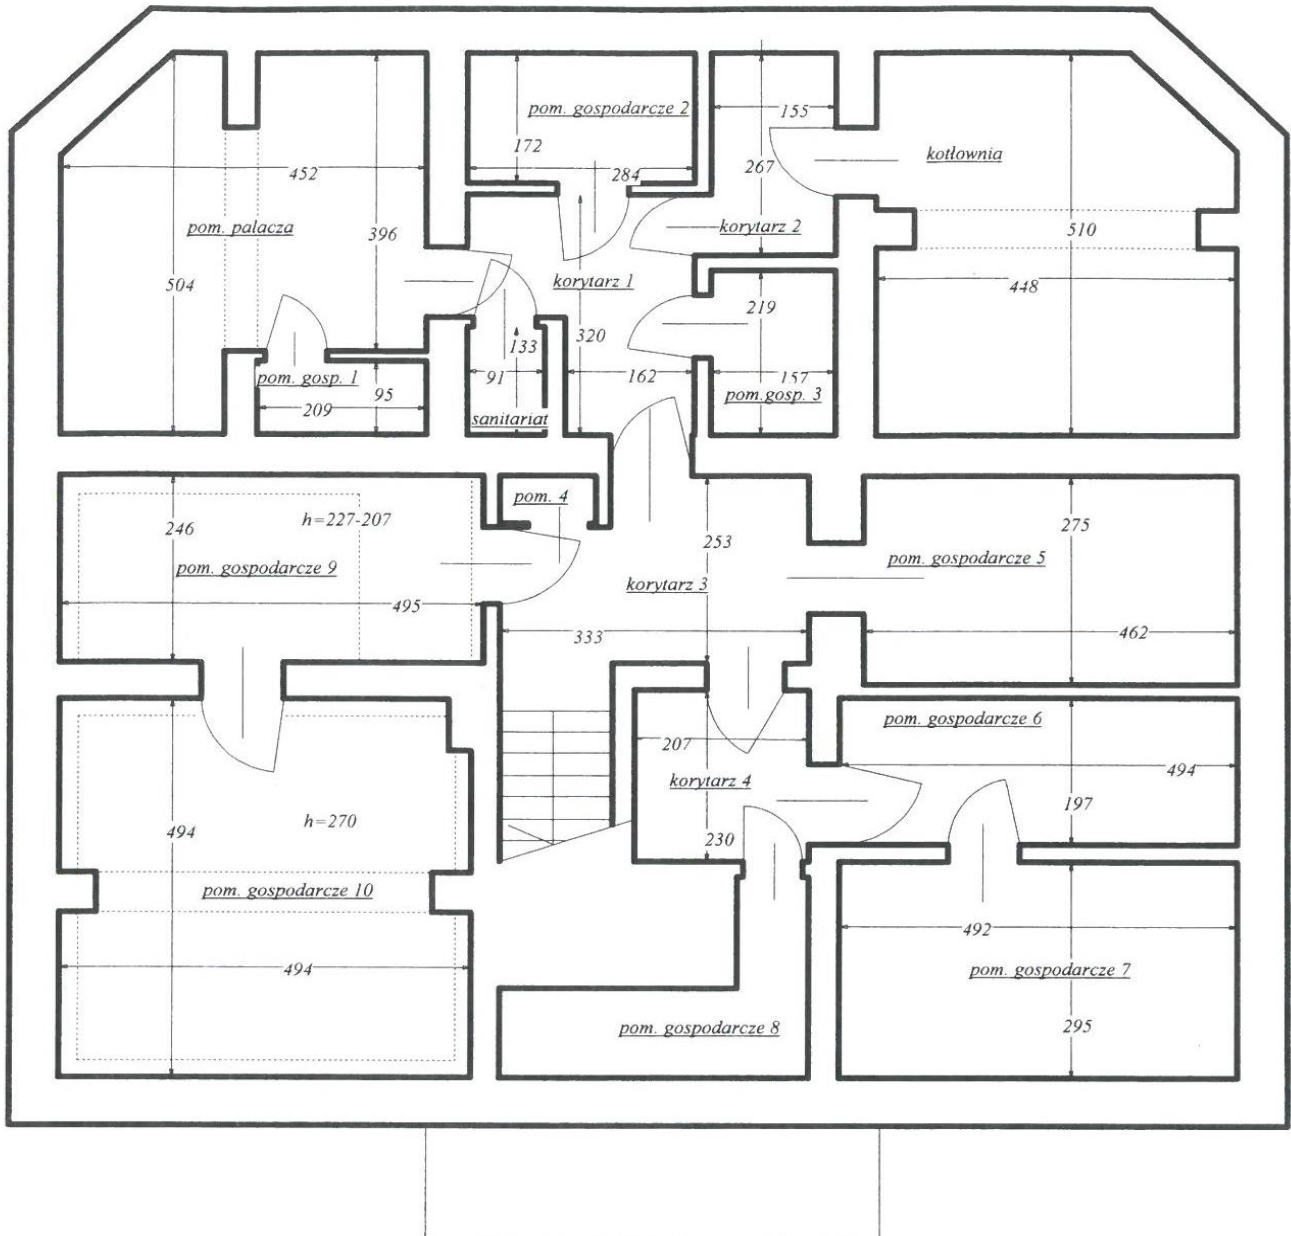 pom. gospodarcze 2
172
284
155
267
korytarz 2
kotłownia
510
448
452
pom. palacza
396
504
korytarz 1
320
219
157
pom.gosp. 3
162
133
91
sanitariat
pom. gosp. 1
95
209
pom. 4
h=227-207
246
pom. gospodarcze 9
495
253
korytarz 3
333
275
pom. gospodarcze 5
462
pom. gospodarcze 6
494
197
207
korytarz 4
230
494
h=270
pom. gospodarcze 10
494
492
pom. gospodarcze 7
295
pom. gospodarcze 8